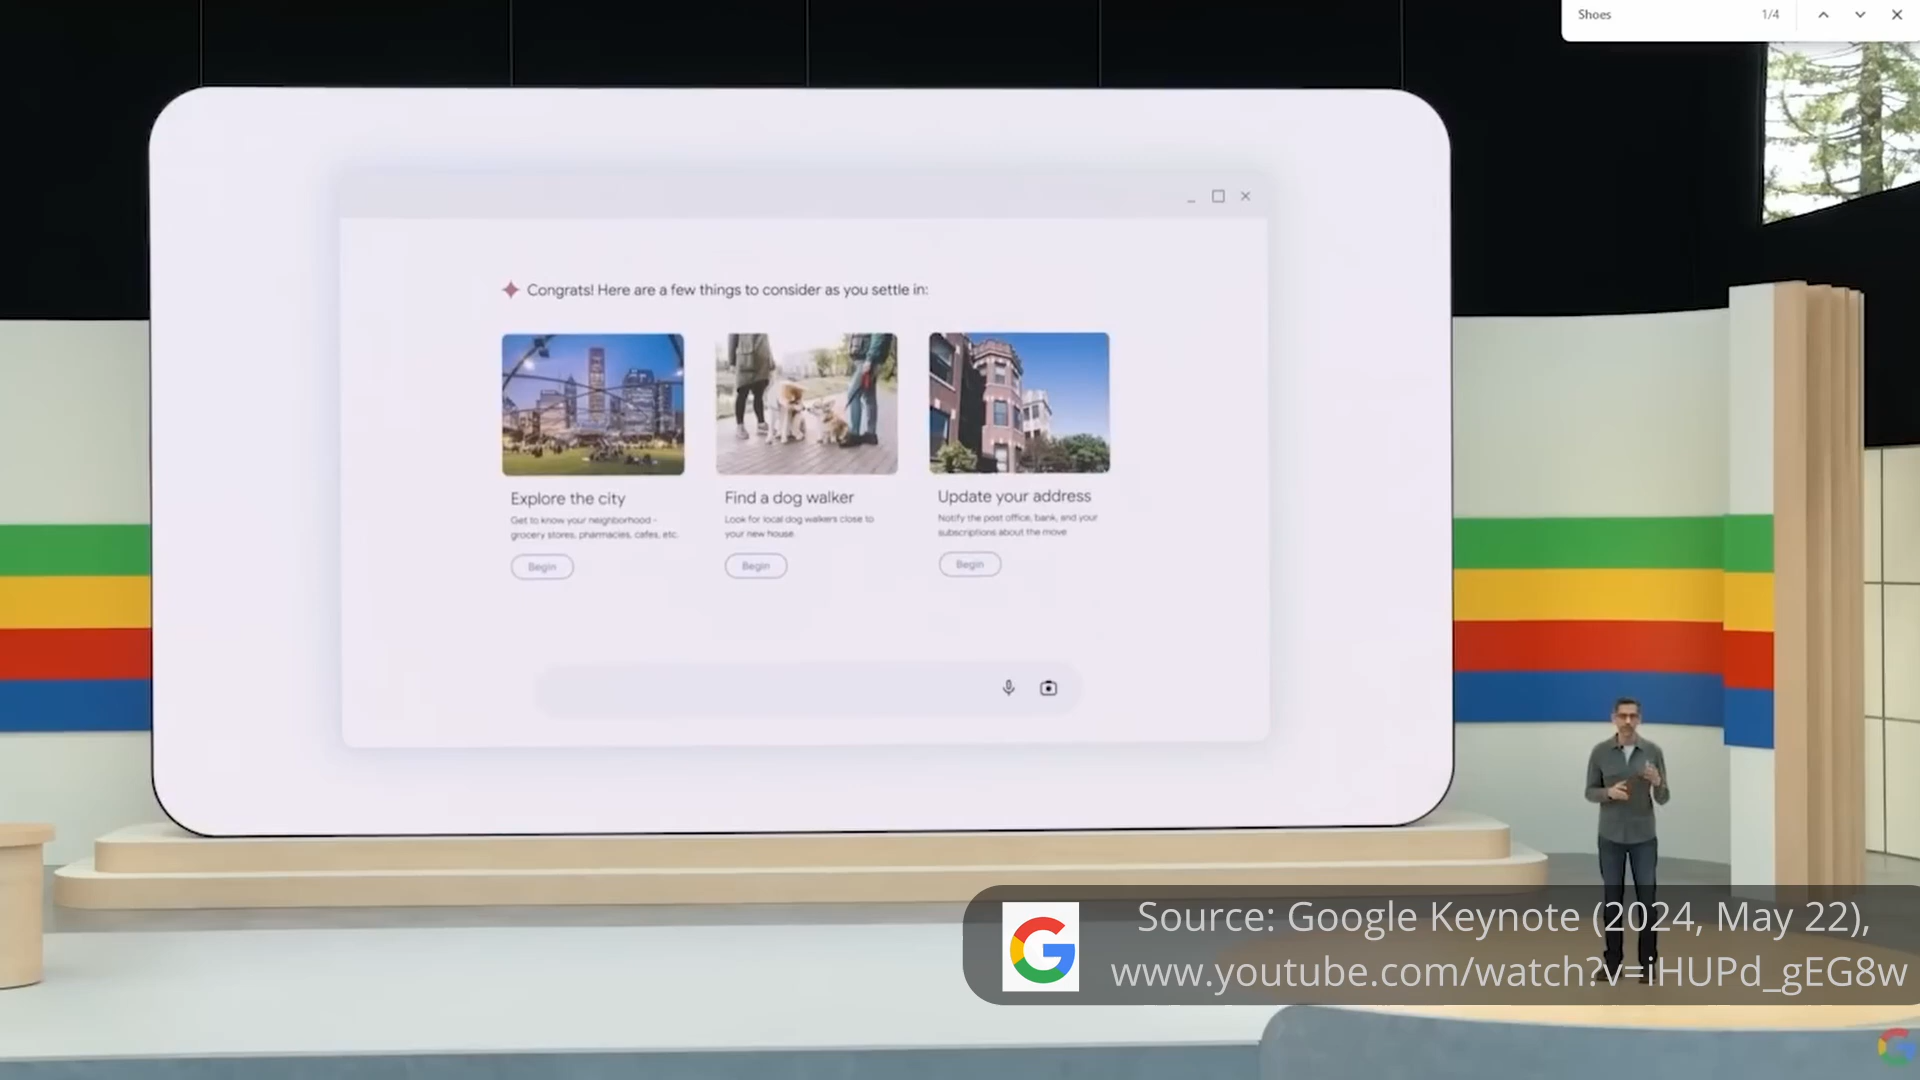 Shoes 1/4
Congrats! Here are a few things to consider as you settle in:
Explore the city
Get to know your neighborhood -
grocery stores, pharmacies, cafes, etc.
Begin
Find a dog walker
Look for local dog walkers close to
your new house.
Begin
Update your address
Notify the post office, bank, and your
subscriptions about the move
Begin
Source: Google Keynote (2024, May 22),
www.youtube.com/watch?v=iHUPd_gEG8w